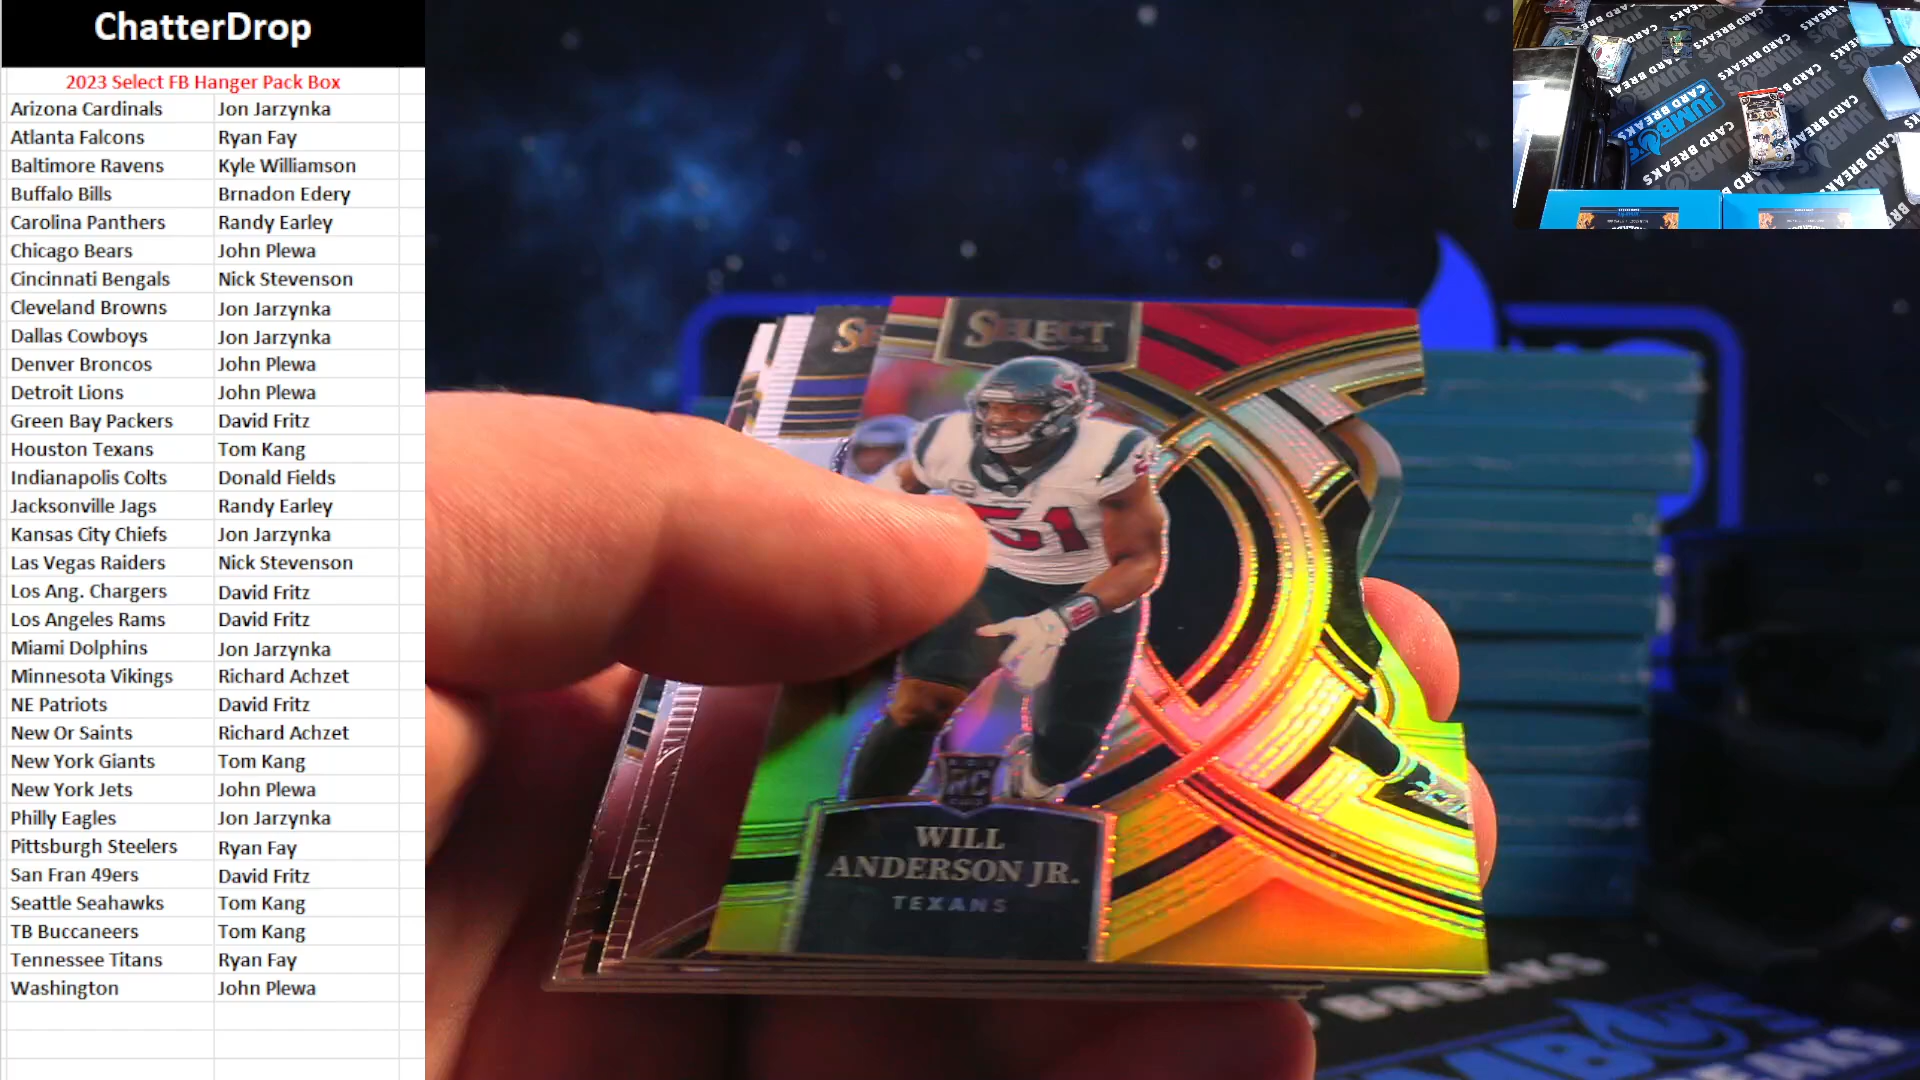 ChatterDrop
2023 Select FB Hanger Pack Box
Arizona Cardinals Jon Jarzynka
Atlanta Falcons Ryan Fay
Baltimore Ravens Kyle Williamson
Buffalo Bills Brnadon Edery
Carolina Panthers Randy Earley
Chicago Bears John Plewa
Cincinnati Bengals Nick Stevenson
Cleveland Browns Jon Jarzynka
Dallas Cowboys Jon Jarzynka
Denver Broncos John Plewa
Detroit Lions John Plewa
Green Bay Packers David Fritz
Houston Texans Tom Kang
Indianapolis Colts Donald Fields
Jacksonville Jags Randy Earley
Kansas City Chiefs Jon Jarzynka
Las Vegas Raiders Nick Stevenson
Los Ang. Chargers David Fritz
Los Angeles Rams David Fritz
Miami Dolphins Jon Jarzynka
Minnesota Vikings Richard Achzet
NE Patriots David Fritz
New Or Saints Richard Achzet
New York Giants Tom Kang
New York Jets John Plewa
Philly Eagles Jon Jarzynka
Pittsburgh Steelers Ryan Fay
San Fran 49ers David Fritz
Seattle Seahawks Tom Kang
TB Buccaneers Tom Kang
Tennessee Titans Ryan Fay
Washington John Plewa
SELECT
51
RC
WILL
ANDERSON JR.
TEXANS
BREAKS
JUMBO'S
CARD BREAKS